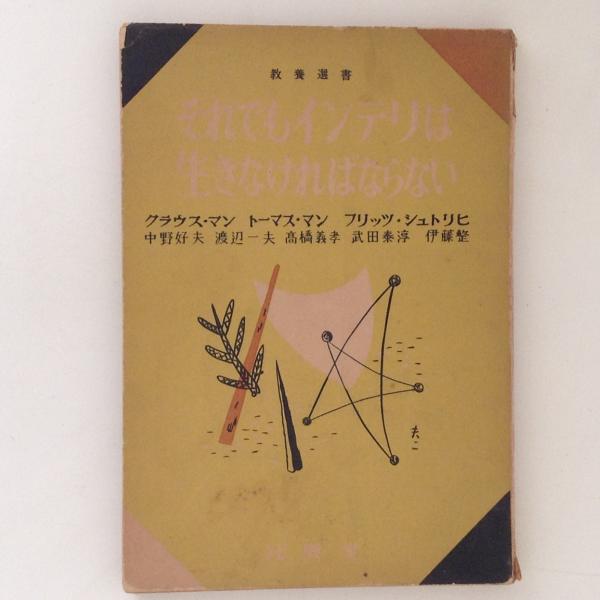 教養選書
それでもインテリは
生きなければならない
クラウス・マン トーマス・マン フリッツ・シュトリヒ
中野好夫 渡辺一夫 髙橋義孝 武田泰淳 伊藤整